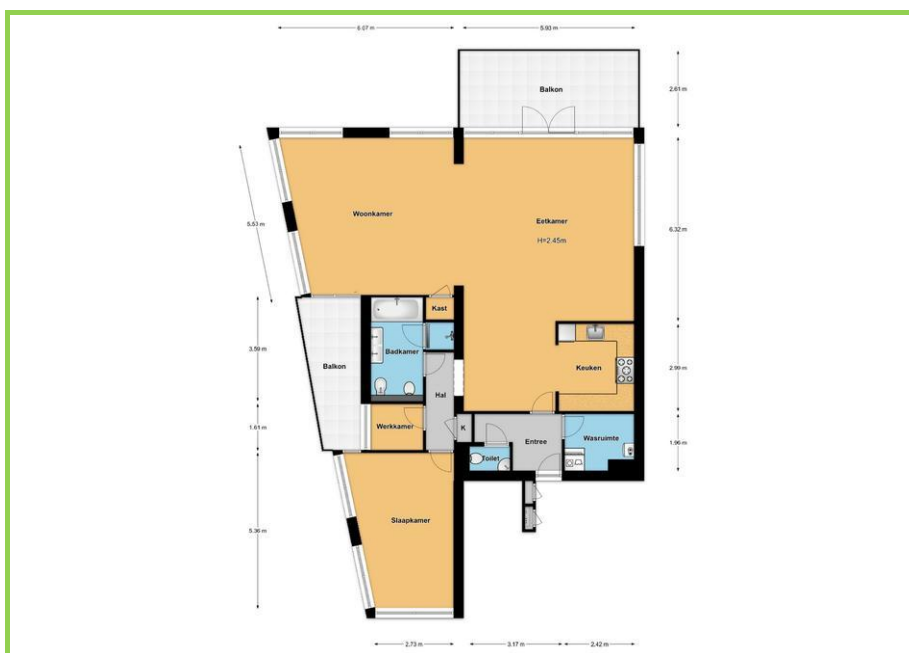 6.07 m
5.93 m
Balkon
2.61 m
Woonkamer
Eetkamer
H=2.45m
5.53 m
6.32 m
Kast
Badkamer
3.59 m
Balkon
Keuken
2.99 m
Hal
Werkkamer
1.61 m
K
Entree
Wasruimte
1.96 m
Toilet
Slaapkamer
5.36 m
2.73 m
3.17 m
2.42 m